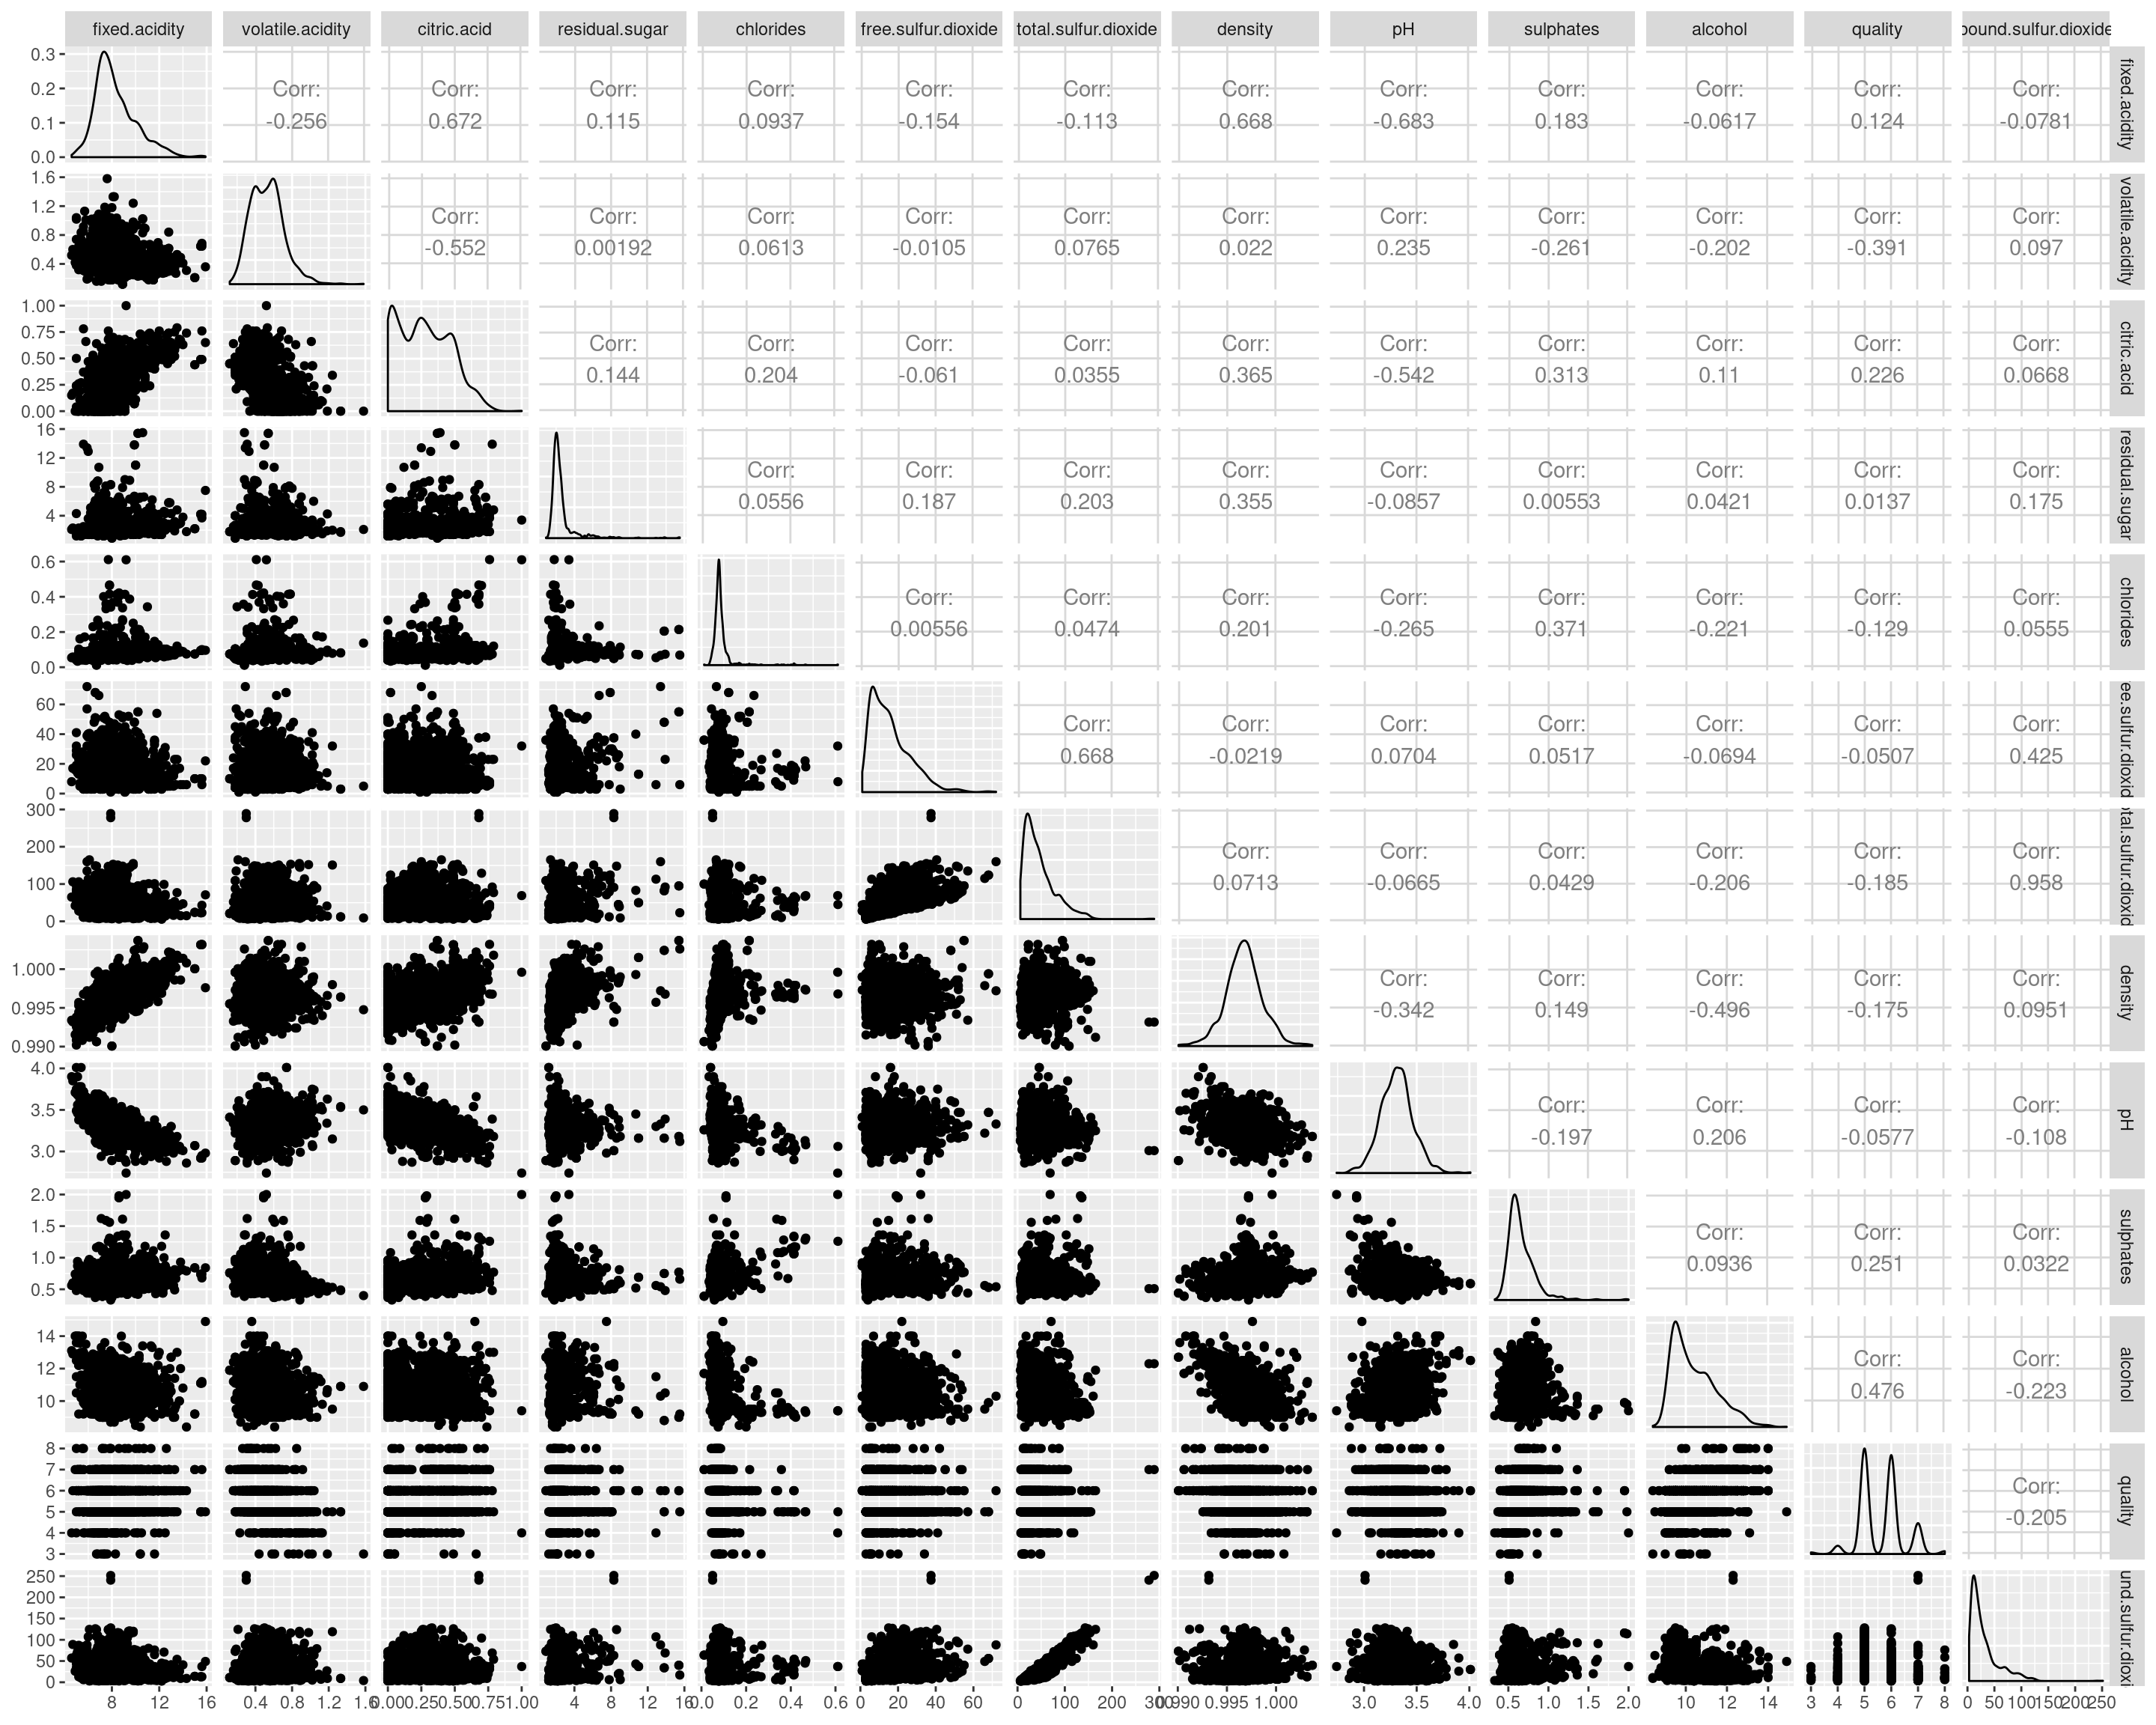 fixed.acidity volatile.acidity citric.acid residual.sugar chlorides free.sulfur.dioxide total.sulfur.dioxide density pH sulphates alcohol quality bound.sulfur.dioxide
0.3
0.2
0.1
0.0
Corr: Corr: Corr: Corr: Corr: Corr: Corr: Corr: Corr: Corr: Corr: Corr:
-0.256 0.672 0.115 0.0937 -0.154 -0.113 0.668 -0.683 0.183 -0.0617 0.124 -0.0781
fixed.acidity
1.6
1.2
0.8
0.4
Corr: Corr: Corr: Corr: Corr: Corr: Corr: Corr: Corr: Corr: Corr:
-0.552 0.00192 0.0613 -0.0105 0.0765 0.022 0.235 -0.261 -0.202 -0.391 0.097
volatile.acidity
1.00
0.75
0.50
0.25
0.00
Corr: Corr: Corr: Corr: Corr: Corr: Corr: Corr: Corr: Corr:
0.144 0.204 -0.061 0.0355 0.365 -0.542 0.313 0.11 0.226 0.0668
citric.acid
16
12
8
4
Corr: Corr: Corr: Corr: Corr: Corr: Corr: Corr: Corr:
0.0556 0.187 0.203 0.355 -0.0857 0.00553 0.0421 0.0137 0.175
residual.sugar
0.6
0.4
0.2
0.0
Corr: Corr: Corr: Corr: Corr: Corr: Corr: Corr:
0.00556 0.0474 0.201 -0.265 0.371 -0.221 -0.129 0.0555
chlorides
60
40
20
0
Corr: Corr: Corr: Corr: Corr: Corr: Corr:
0.668 -0.0219 0.0704 0.0517 -0.0694 -0.0507 0.425
ee.sulfur.dioxid
300
200
100
0
Corr: Corr: Corr: Corr: Corr: Corr:
0.0713 -0.0665 0.0429 -0.206 -0.185 0.958
otal.sulfur.dioxid
1.000
0.995
0.990
Corr: Corr: Corr: Corr: Corr:
-0.342 0.149 -0.496 -0.175 0.0951
density
4.0
3.5
3.0
Corr: Corr: Corr: Corr:
-0.197 0.206 -0.0577 -0.108
pH
2.0
1.5
1.0
0.5
Corr: Corr: Corr:
0.0936 0.251 0.0322
sulphates
14
12
10
Corr: Corr:
0.476 -0.223
alcohol
8
7
6
5
4
3
Corr:
-0.205
quality
250
200
150
100
50
0
und.sulfur.dioxi
8 12 16 0.4 0.8 1.2 1.6 0.00 0.25 0.50 0.75 1.00 4 8 12 16 0.0 0.2 0.4 0.6 0 20 40 60 0 100 200 300 0.990 0.995 1.000 3.0 3.5 4.0 0.5 1.0 1.5 2.0 10 12 14 3 4 5 6 7 8 0 50 100 150 200 250